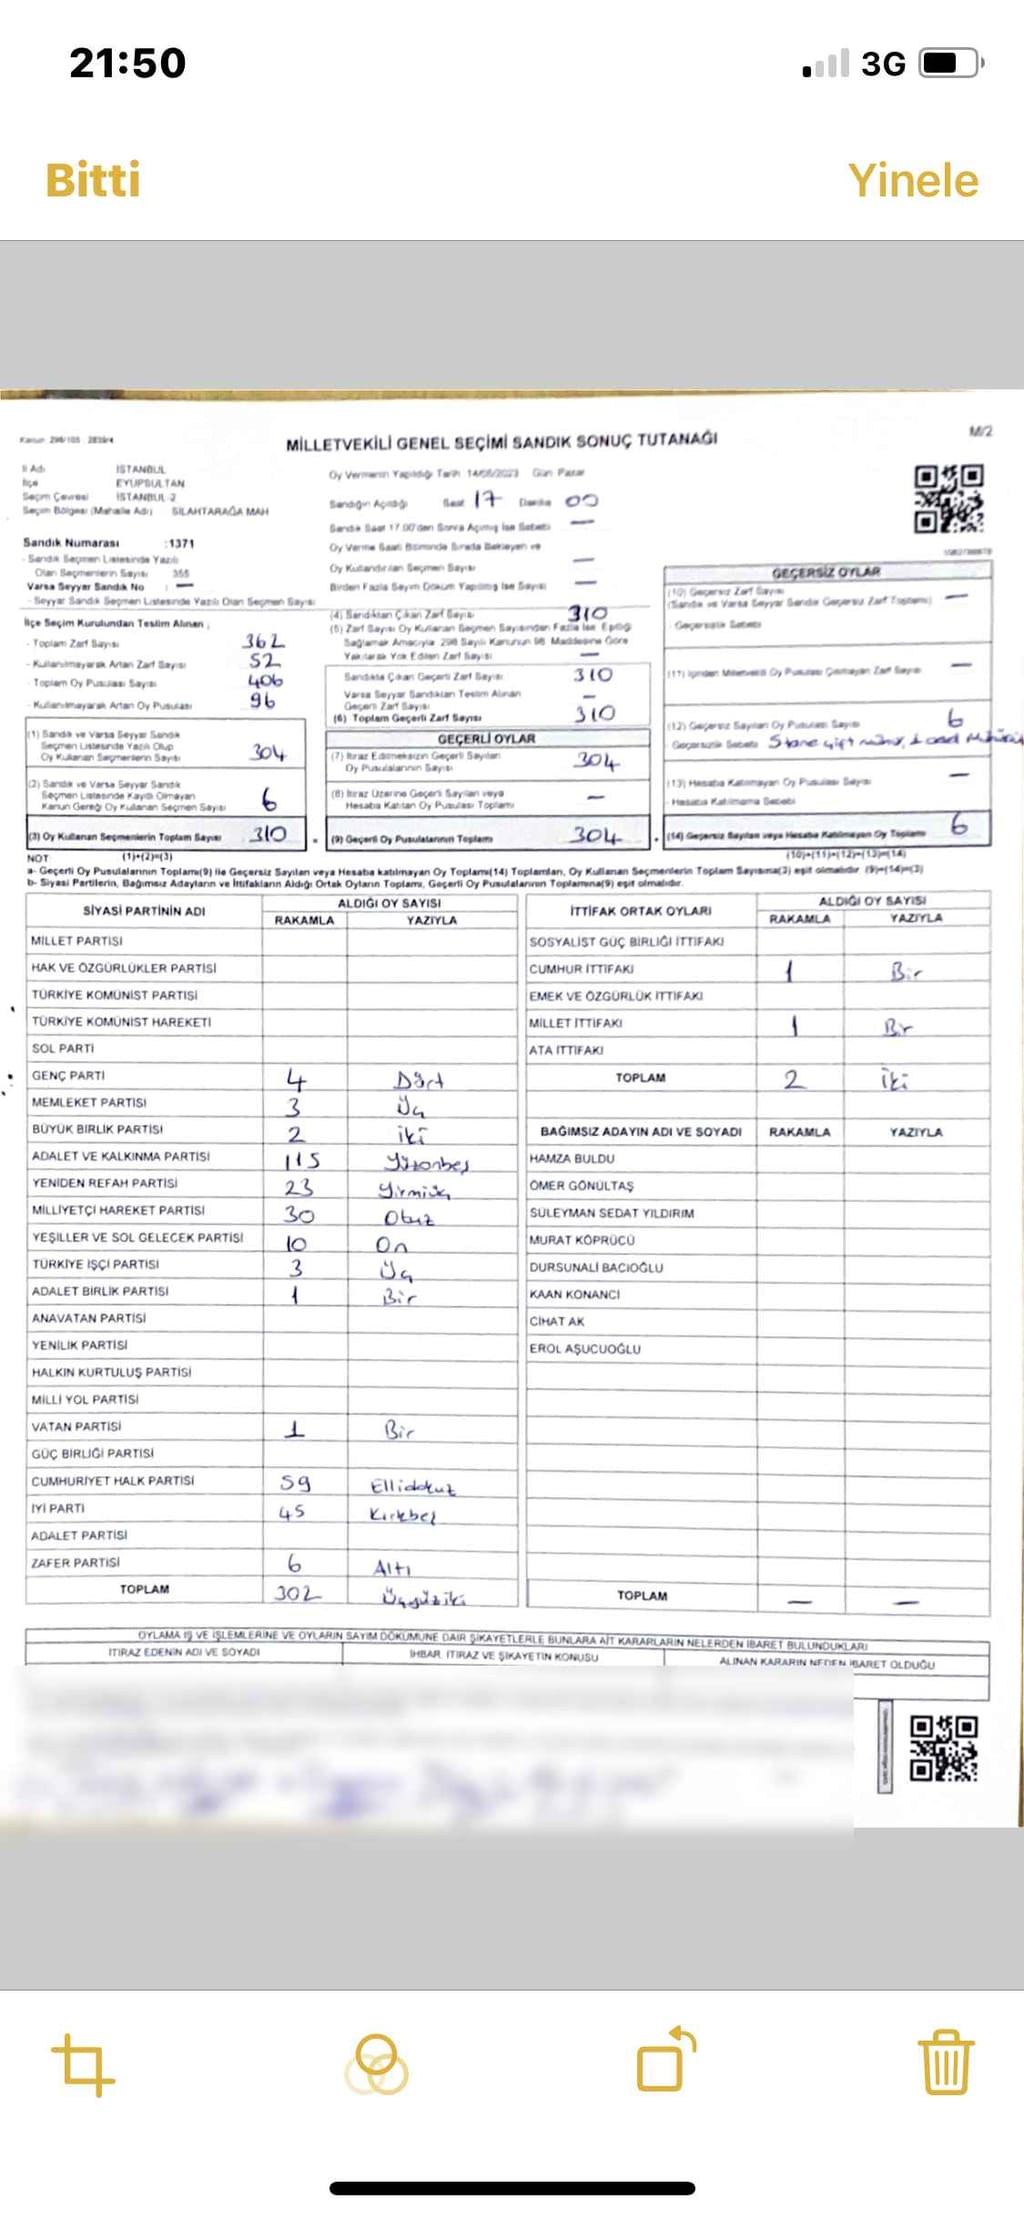 21:50
3G
Bitti
Yinele
Kanun 298/105 2839/4
MİLLETVEKİLİ GENEL SEÇİMİ SANDIK SONUÇ TUTANAĞI
M/2
İl Adı İSTANBUL
İlçe EYÜPSULTAN
Seçim Çevresi İSTANBUL-2
Seçim Bölgesi (Mahalle Adı) SİLAHTARAĞA MAH
Oy Vermenin Yapıldığı Tarih 14/05/2023 Gün Pazar
Sandığın Açıldığı Saat 17 Dakika 00
Sandık Saat 17.00'den Sonra Açılmış İse Sebebi —
Oy Verme Saati Bitiminde Sırada Bekleyen ve
Oy Kullandırılan Seçmen Sayısı —
Birden Fazla Sayım Döküm Yapılmış İse Sayısı —
Sandık Numarası :1371
- Sandık Seçmen Listesinde Yazılı
Olan Seçmenlerin Sayısı 355
Varsa Seyyar Sandık No : —
- Seyyar Sandık Seçmen Listesinde Yazılı Olan Seçmen Sayısı
İlçe Seçim Kurulundan Teslim Alınan ;
- Toplam Zarf Sayısı 362
- Kullanılmayarak Artan Zarf Sayısı 52
- Toplam Oy Pusulası Sayısı 406
- Kullanılmayarak Artan Oy Pusulası 96
(4) Sandıktan Çıkan Zarf Sayısı 310
(5) Zarf Sayısı Oy Kullanan Seçmen Sayısından Fazla İse Eşitliği
Sağlamak Amacıyla 298 Sayılı Kanunun 98. Maddesine Göre
Yakılarak Yok Edilen Zarf Sayısı —
Sandıkta Çıkan Geçerli Zarf Sayısı 310
Varsa Seyyar Sandıktan Teslim Alınan
Geçerli Zarf Sayısı —
(6) Toplam Geçerli Zarf Sayısı 310
GEÇERLİ OYLAR
(7) İtiraz Edilmeksizin Geçerli Sayılan
Oy Pusulalarının Sayısı 304
(8) İtiraz Üzerine Geçerli Sayılan veya
Hesaba Katılan Oy Pusulası Toplamı —
(9) Geçerli Oy Pusulalarının Toplamı 304
(1) Sandık ve Varsa Seyyar Sandık
Seçmen Listesinde Yazılı Olup
Oy Kullanan Seçmenlerin Sayısı 304
(2) Sandık ve Varsa Seyyar Sandık
Seçmen Listesinde Kayıtlı Olmayan
Kanun Gereği Oy Kullanan Seçmen Sayısı 6
(3) Oy Kullanan Seçmenlerin Toplam Sayısı 310
GEÇERSİZ OYLAR
(10) Geçersiz Zarf Sayısı
(Sandık ve Varsa Seyyar Sandık Geçersiz Zarf Toplamı) —
Geçersizlik Sebebi
(11) İçinden Milletvekili Oy Pusulası Çıkmayan Zarf Sayısı —
(12) Geçersiz Sayılan Oy Pusulası Sayısı 6
Geçersizlik Sebebi çift mühür,
(13) Hesaba Katılmayan Oy Pusulası Sayısı —
Hesaba Katılmama Sebebi
(14) Geçersiz Sayılan veya Hesaba Katılmayan Oy Toplamı 6
NOT (1)+(2)=(3) (10)+(11)+(12)+(13)=(14)
a- Geçerli Oy Pusulalarının Toplamı(9) ile Geçersiz Sayılan veya Hesaba katılmayan Oy Toplamı(14) Toplamları, Oy Kullanan Seçmenlerin Toplam Sayısına(3) eşit olmalıdır (9)+(14)=(3)
b- Siyasi Partilerin, Bağımsız Adayların ve İttifakların Aldığı Ortak Oyların Toplamı, Geçerli Oy Pusulalarının Toplamına(9) eşit olmalıdır.
SİYASİ PARTİNİN ADI ALDIĞI OY SAYISI
RAKAMLA YAZIYLA
MİLLET PARTİSİ
HAK VE ÖZGÜRLÜKLER PARTİSİ
TÜRKİYE KOMÜNİST PARTİSİ
TÜRKİYE KOMÜNİST HAREKETİ
SOL PARTİ
GENÇ PARTİ 4 Dört
MEMLEKET PARTİSİ 3 Üç
BÜYÜK BİRLİK PARTİSİ 2 iki
ADALET VE KALKINMA PARTİSİ 115 Yüzonbeş
YENİDEN REFAH PARTİSİ 23 Yirmiüç
MİLLİYETÇİ HAREKET PARTİSİ 30 Otuz
YEŞİLLER VE SOL GELECEK PARTİSİ 10 On
TÜRKİYE İŞÇİ PARTİSİ 3 Üç
ADALET BİRLİK PARTİSİ 1 Bir
ANAVATAN PARTİSİ
YENİLİK PARTİSİ
HALKIN KURTULUŞ PARTİSİ
MİLLİ YOL PARTİSİ
VATAN PARTİSİ 1 Bir
GÜÇ BİRLİĞİ PARTİSİ
CUMHURİYET HALK PARTİSİ 59 Ellidokuz
İYİ PARTİ 45 Kırkbeş
ADALET PARTİSİ
ZAFER PARTİSİ 6 Altı
TOPLAM 302 Üçyüziki
İTTİFAK ORTAK OYLARI ALDIĞI OY SAYISI
RAKAMLA YAZIYLA
SOSYALİST GÜÇ BİRLİĞİ İTTİFAKI
CUMHUR İTTİFAKI 1 Bir
EMEK VE ÖZGÜRLÜK İTTİFAKI
MİLLET İTTİFAKI 1 Bir
ATA İTTİFAKI
TOPLAM 2 İki
BAĞIMSIZ ADAYIN ADI VE SOYADI RAKAMLA YAZIYLA
HAMZA BULDU
ÖMER GÖNÜLTAŞ
SÜLEYMAN SEDAT YILDIRIM
MURAT KÖPRÜCÜ
DURSUNALİ BACIOĞLU
KAAN KONANCI
CİHAT AK
EROL AŞUCUOĞLU
TOPLAM — —
OYLAMA İŞ VE İŞLEMLERİNE VE OYLARIN SAYIM DÖKÜMÜNE DAİR ŞİKAYETLERLE BUNLARA AİT KARARLARIN NELERDEN İBARET BULUNDUKLARI
İTİRAZ EDENİN ADI VE SOYADI İHBAR, İTİRAZ VE ŞİKAYETİN KONUSU ALINAN KARARIN NEDEN İBARET OLDUĞU